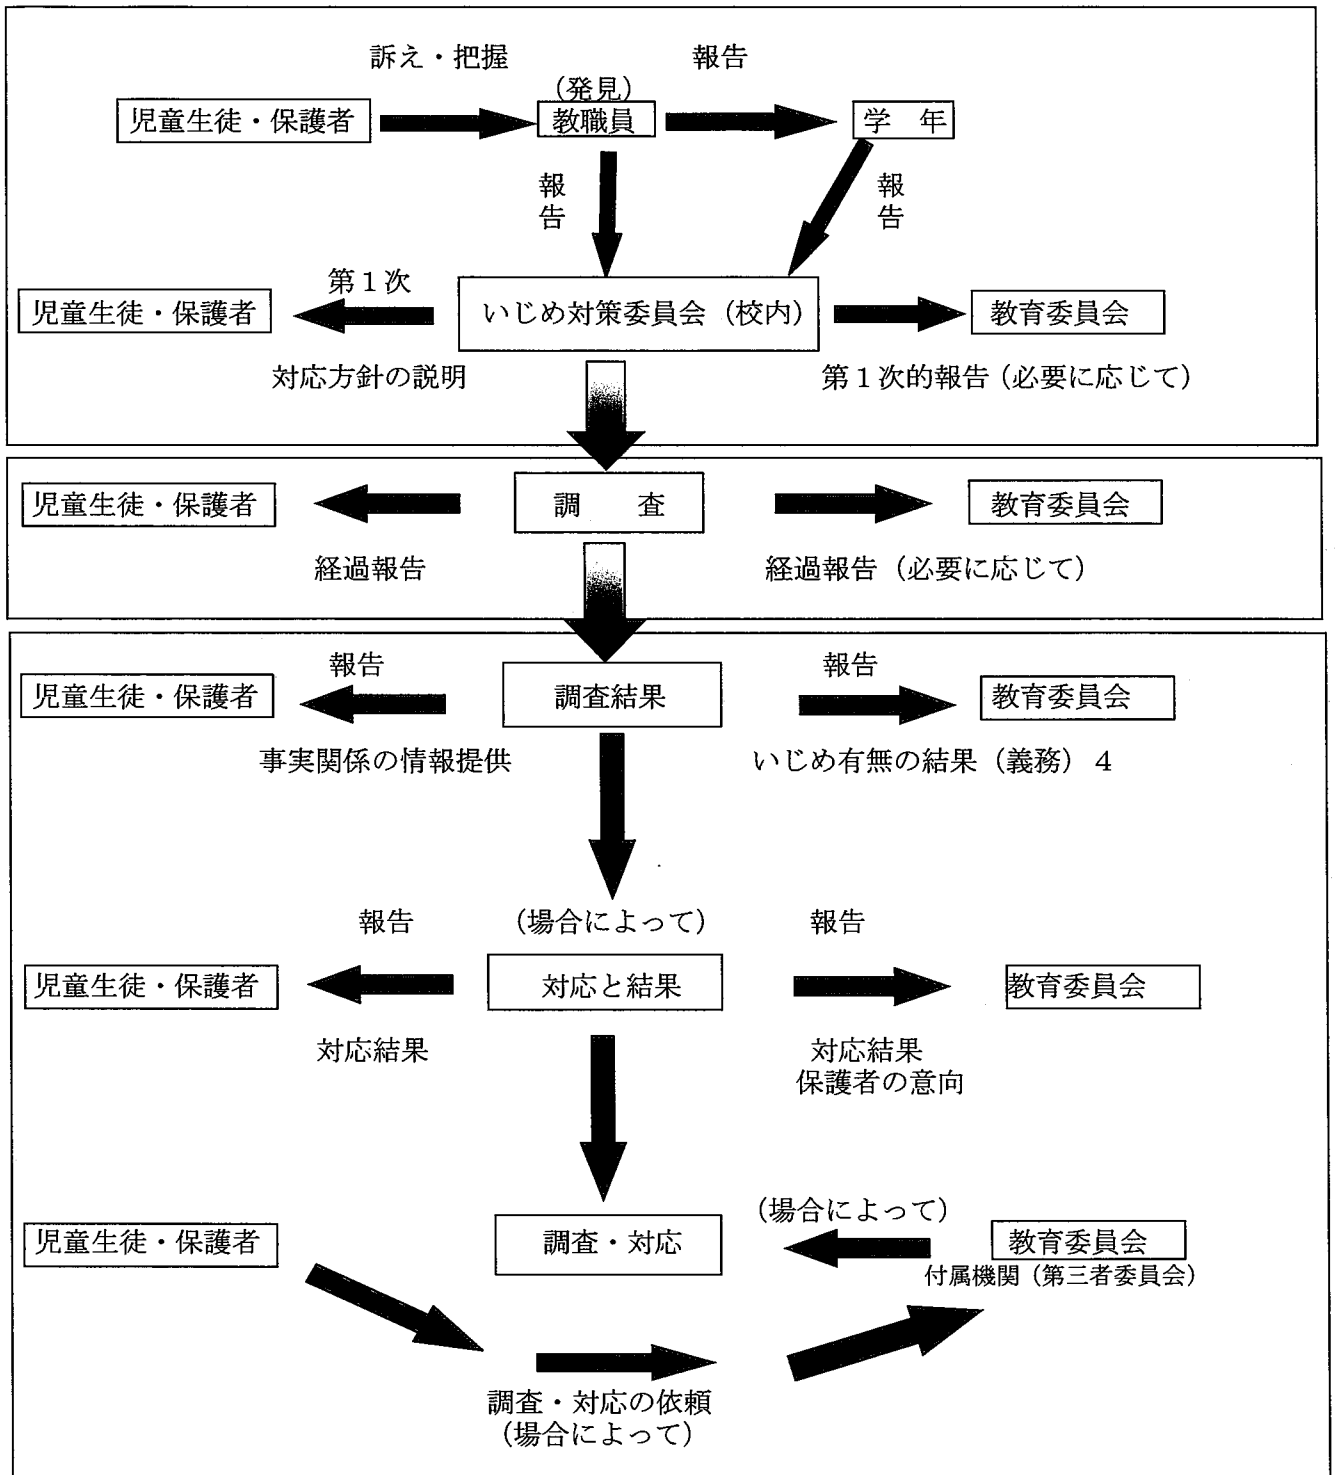 訴え・把握
報告
(発見)
児童生徒・保護者
教職員
学　年
報告
報告
第１次
児童生徒・保護者
いじめ対策委員会（校内）
教育委員会
対応方針の説明
第１次的報告（必要に応じて）
児童生徒・保護者
調　　査
教育委員会
経過報告
経過報告（必要に応じて）
報告
報告
児童生徒・保護者
調査結果
教育委員会
事実関係の情報提供
いじめ有無の結果（義務）４
報告
（場合によって）
報告
児童生徒・保護者
対応と結果
教育委員会
対応結果
対応結果
保護者の意向
（場合によって）
児童生徒・保護者
調査・対応
教育委員会
付属機関（第三者委員会）
調査・対応の依頼
（場合によって）